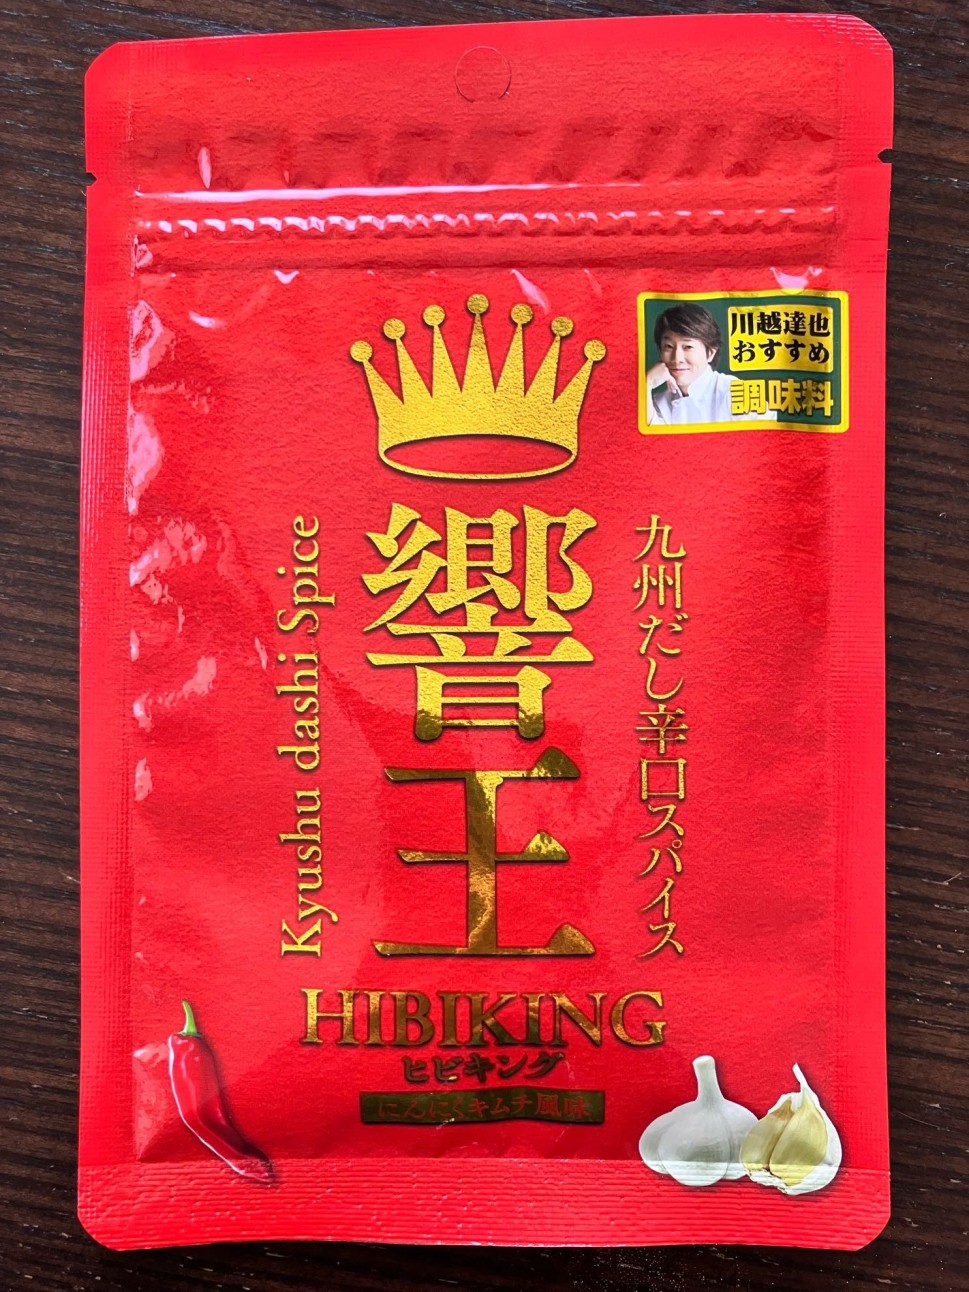 川越達也
おすすめ
調味料
響王
九州だし辛口スパイス
Kyushu dashi Spice
HIBIKING
ヒビキング
にんにくキムチ風味